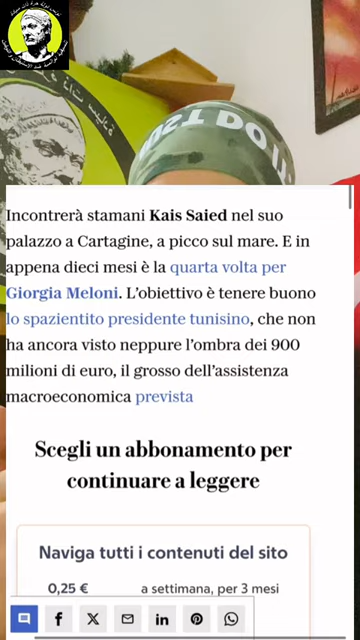 JUST DO IT
Incontrerà stamani Kais Saied nel suo
palazzo a Cartagine, a picco sul mare. E in
appena dieci mesi è la quarta volta per
Giorgia Meloni. L'obiettivo è tenere buono
lo spazientito presidente tunisino, che non
ha ancora visto neppure l'ombra dei 900
milioni di euro, il grosso dell'assistenza
macroeconomica prevista
Scegli un abbonamento per
continuare a leggere
Naviga tutti i contenuti del sito
0,25 € a settimana, per 3 mesi